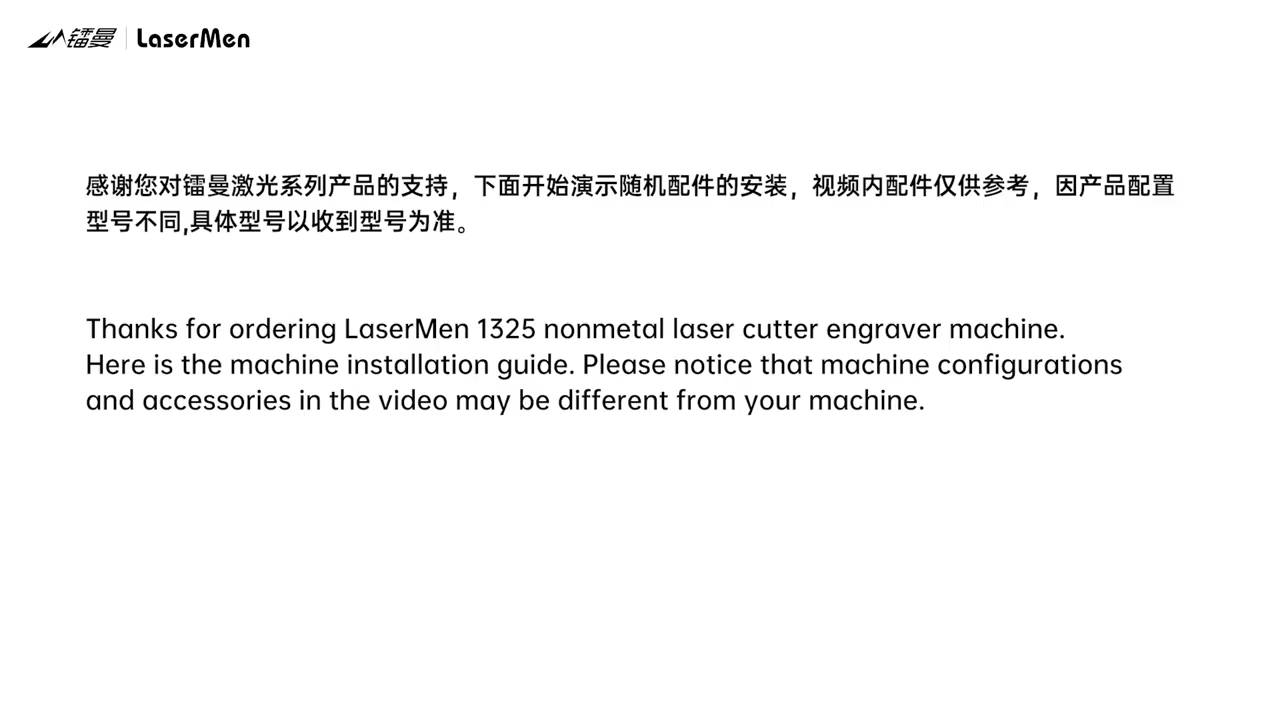 镭曼 LaserMen
感谢您对镭曼激光系列产品的支持，下面开始演示随机配件的安装，视频内配件仅供参考，因产品配置
型号不同,具体型号以收到型号为准。
Thanks for ordering LaserMen 1325 nonmetal laser cutter engraver machine.
Here is the machine installation guide. Please notice that machine configurations
and accessories in the video may be different from your machine.